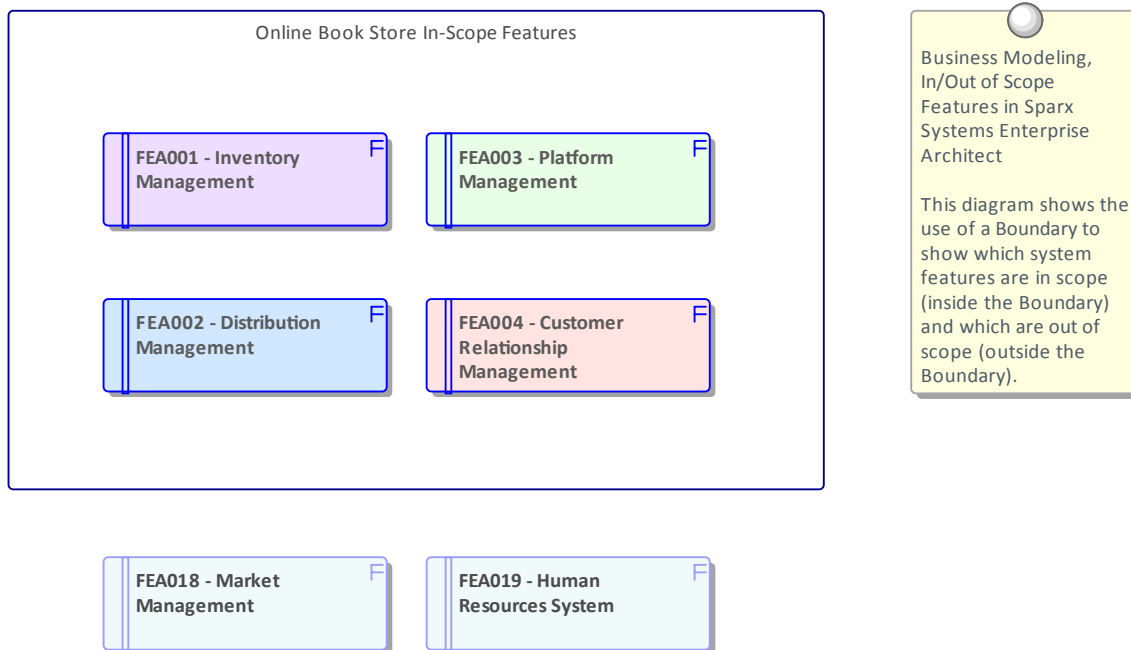 Online Book Store In-Scope Features
FEA001 - Inventory
Management
F
FEA003 - Platform
Management
F
FEA002 - Distribution
Management
F
FEA004 - Customer
Relationship
Management
F
FEA018 - Market
Management
F
FEA019 - Human
Resources System
F
Business Modeling,
In/Out of Scope
Features in Sparx
Systems Enterprise
Architect
This diagram shows the
use of a Boundary to
show which system
features are in scope
(inside the Boundary)
and which are out of
scope (outside the
Boundary).